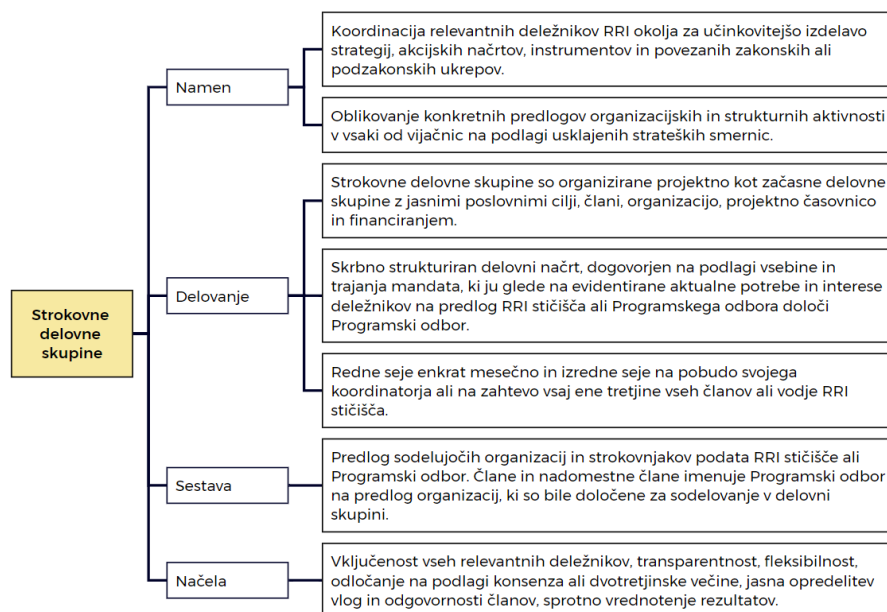 Strokovne
delovne
skupine
Namen
Koordinacija relevantnih deležnikov RRI okolja za učinkovitejšo izdelavo
strategij, akcijskih načrtov, instrumentov in povezanih zakonskih ali
podzakonskih ukrepov.
Oblikovanje konkretnih predlogov organizacijskih in strukturnih aktivnosti
v vsaki od vijačnic na podlagi usklajenih strateških smernic.
Delovanje
Strokovne delovne skupine so organizirane projektno kot začasne delovne
skupine z jasnimi poslovnimi cilji, člani, organizacijo, projektno časovnico
in financiranjem.
Skrbno strukturiran delovni načrt, dogovorjen na podlagi vsebine in
trajanja mandata, ki ju glede na evidentirane aktualne potrebe in interese
deležnikov na predlog RRI stičišča ali Programskega odbora določi
Programski odbor.
Redne seje enkrat mesečno in izredne seje na pobudo svojega
koordinatorja ali na zahtevo vsaj ene tretjine vseh članov ali vodje RRI
stičišča.
Sestava
Predlog sodelujočih organizacij in strokovnjakov podata RRI stičišče ali
Programski odbor. Člane in nadomestne člane imenuje Programski odbor
na predlog organizacij, ki so bile določene za sodelovanje v delovni
skupini.
Načela
Vključenost vseh relevantnih deležnikov, transparentnost, fleksibilnost,
odločanje na podlagi konsenza ali dvotretjinske večine, jasna opredelitev
vlog in odgovornosti članov, sprotno vrednotenje rezultatov.